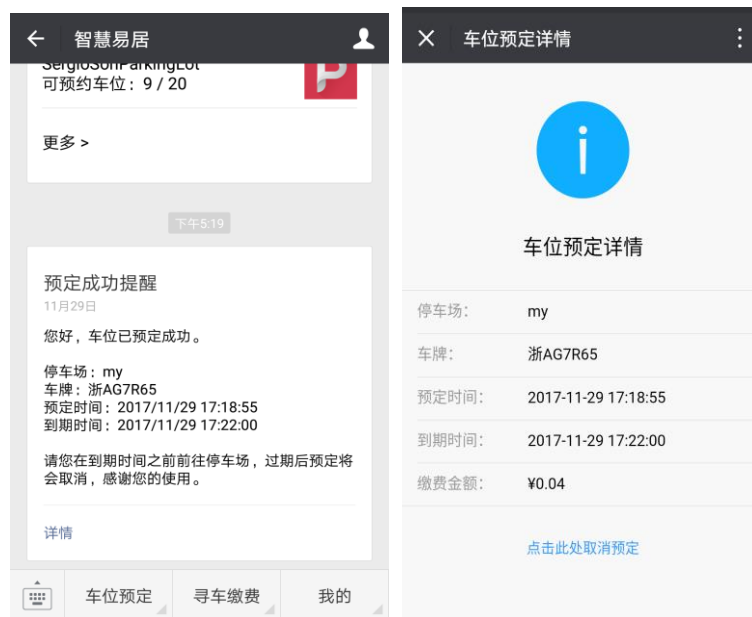 智慧易居
SergioSonParkingLot
可预约车位：9 / 20
更多 >
下午5:19
预定成功提醒
11月29日
您好，车位已预定成功。
停车场：my
车牌：浙AG7R65
预定时间：2017/11/29 17:18:55
到期时间：2017/11/29 17:22:00
请您在到期时间之前前往停车场，过期后预定将
会取消，感谢您的使用。
详情
车位预定
寻车缴费
我的
车位预定详情
车位预定详情
停车场： my
车牌： 浙AG7R65
预定时间： 2017-11-29 17:18:55
到期时间： 2017-11-29 17:22:00
缴费金额： ¥0.04
点击此处取消预定